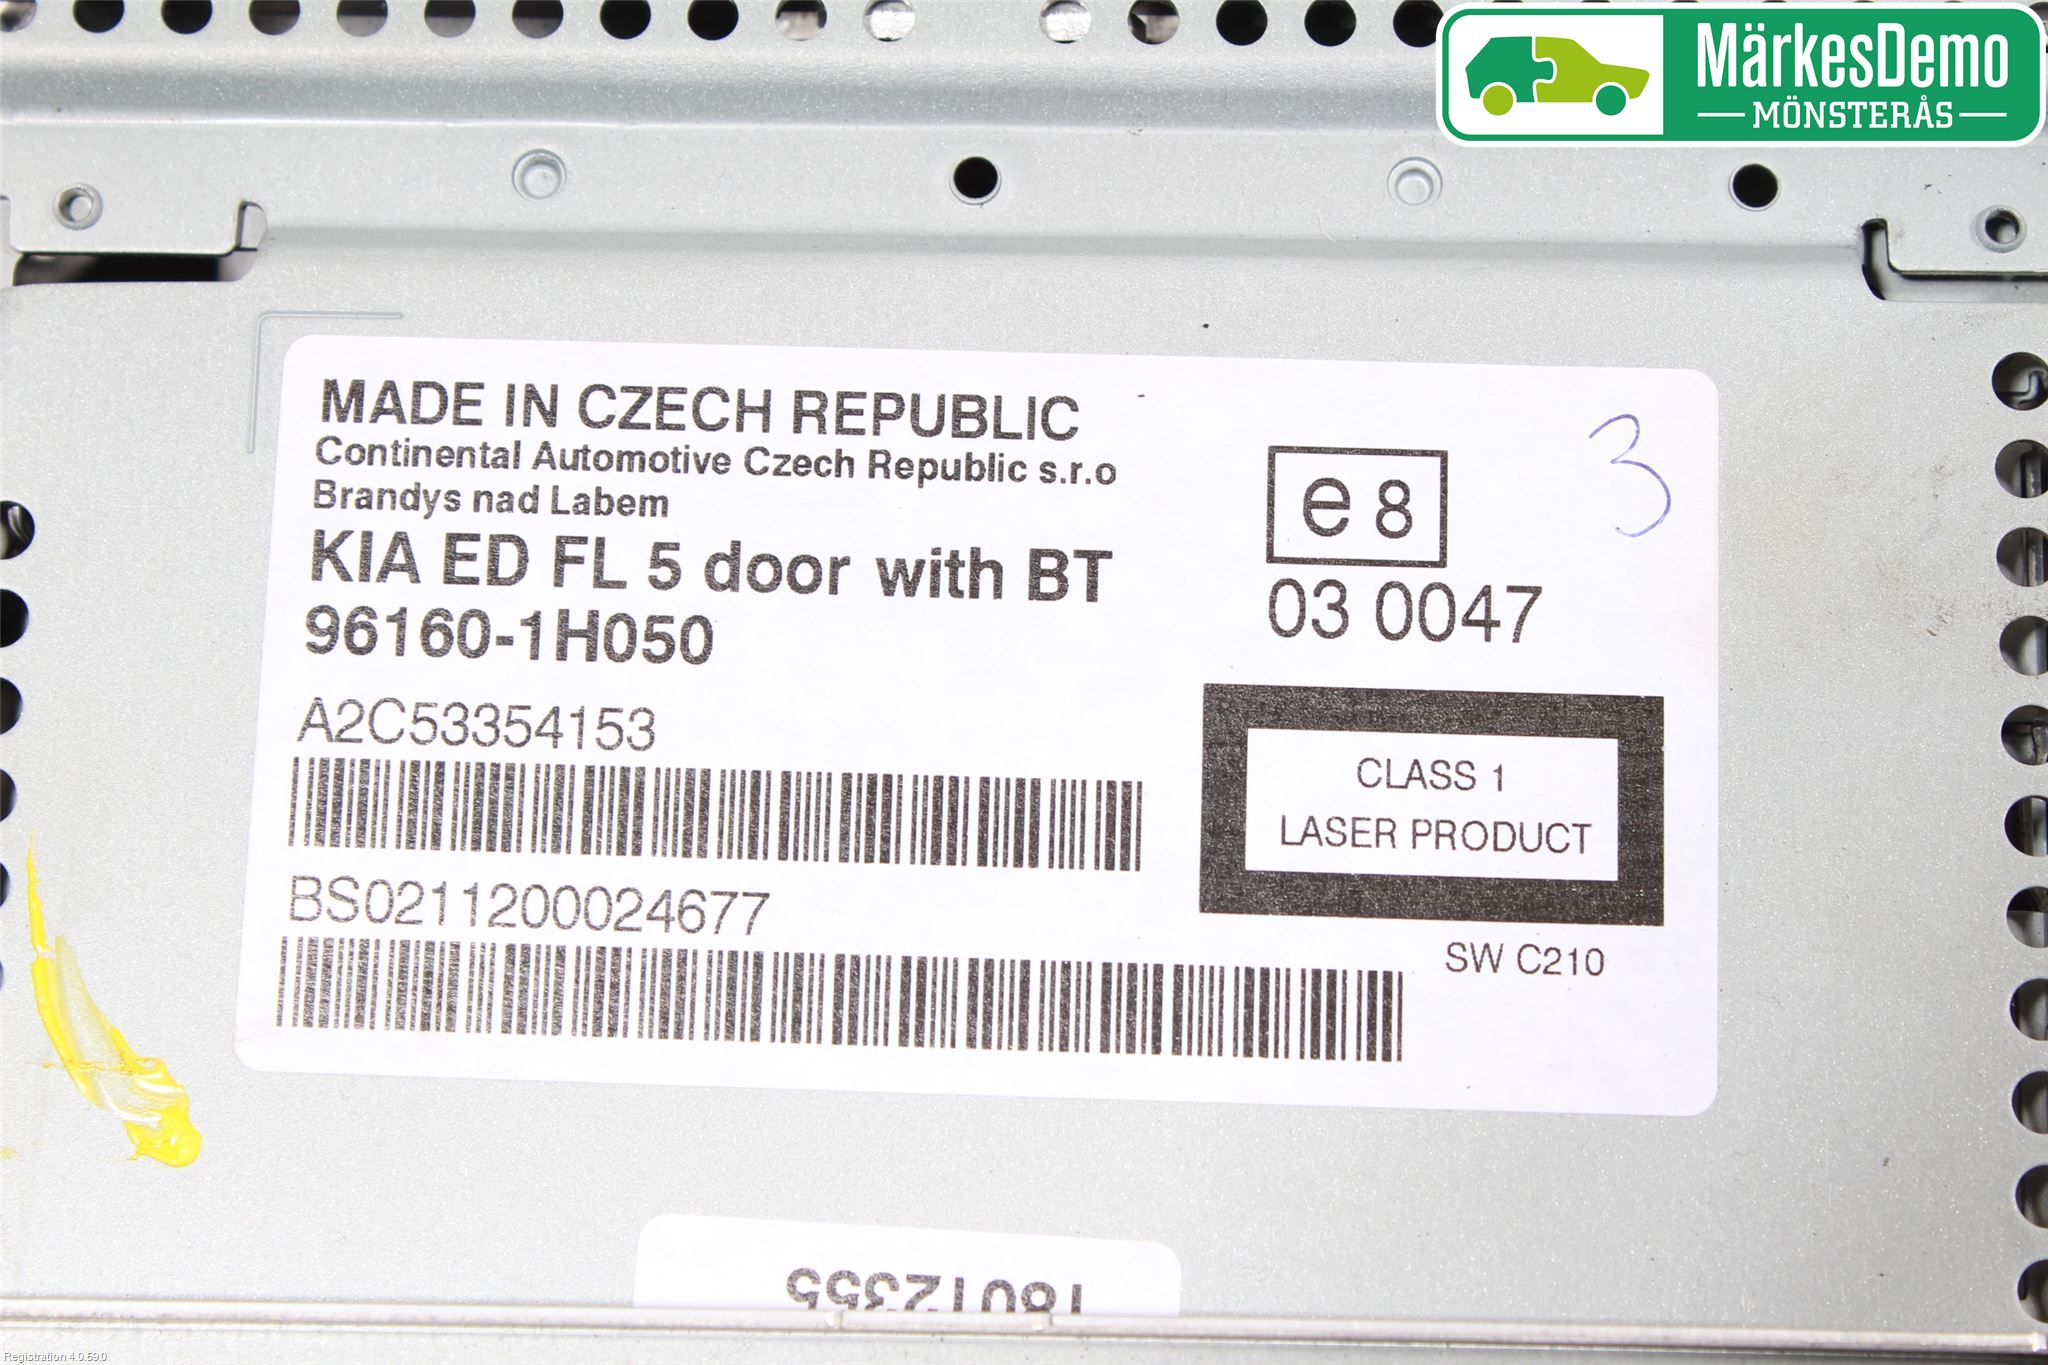 MärkesDemo
MÖNSTERÅS
MADE IN CZECH REPUBLIC
Continental Automotive Czech Republic s.r.o
Brandys nad Labem
KIA ED FL 5 door with BT
96160-1H050
A2C53354153
BS0211200024677
e 8
03 0047
3
CLASS 1
LASER PRODUCT
SW C210
18012355
Registration 4.0.59.0